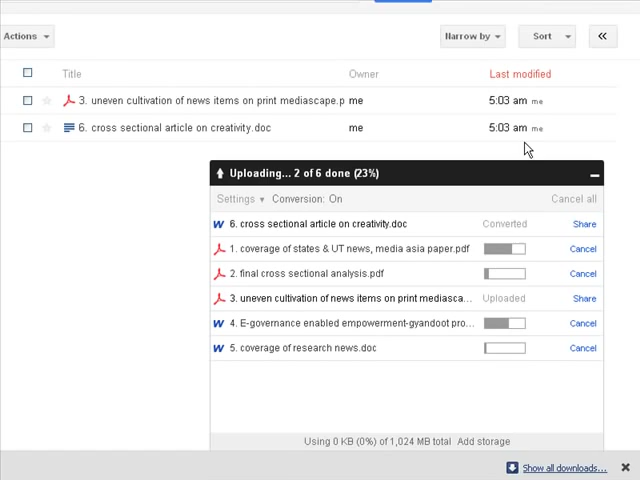 Actions
Narrow by
Sort
Title Owner Last modified
3. uneven cultivation of news items on print mediascape.p me 5:03 am me
6. cross sectional article on creativity.doc me 5:03 am me
Uploading... 2 of 6 done (23%)
Settings Conversion: On Cancel all
6. cross sectional article on creativity.doc Converted Share
1. coverage of states & UT news, media asia paper.pdf Cancel
2. final cross sectional analysis.pdf Cancel
3. uneven cultivation of news items on print mediasca... Uploaded Share
4. E-governance enabled empowerment-gyandoot pro... Cancel
5. coverage of research news.doc Cancel
Using 0 KB (0%) of 1,024 MB total Add storage
Show all downloads...